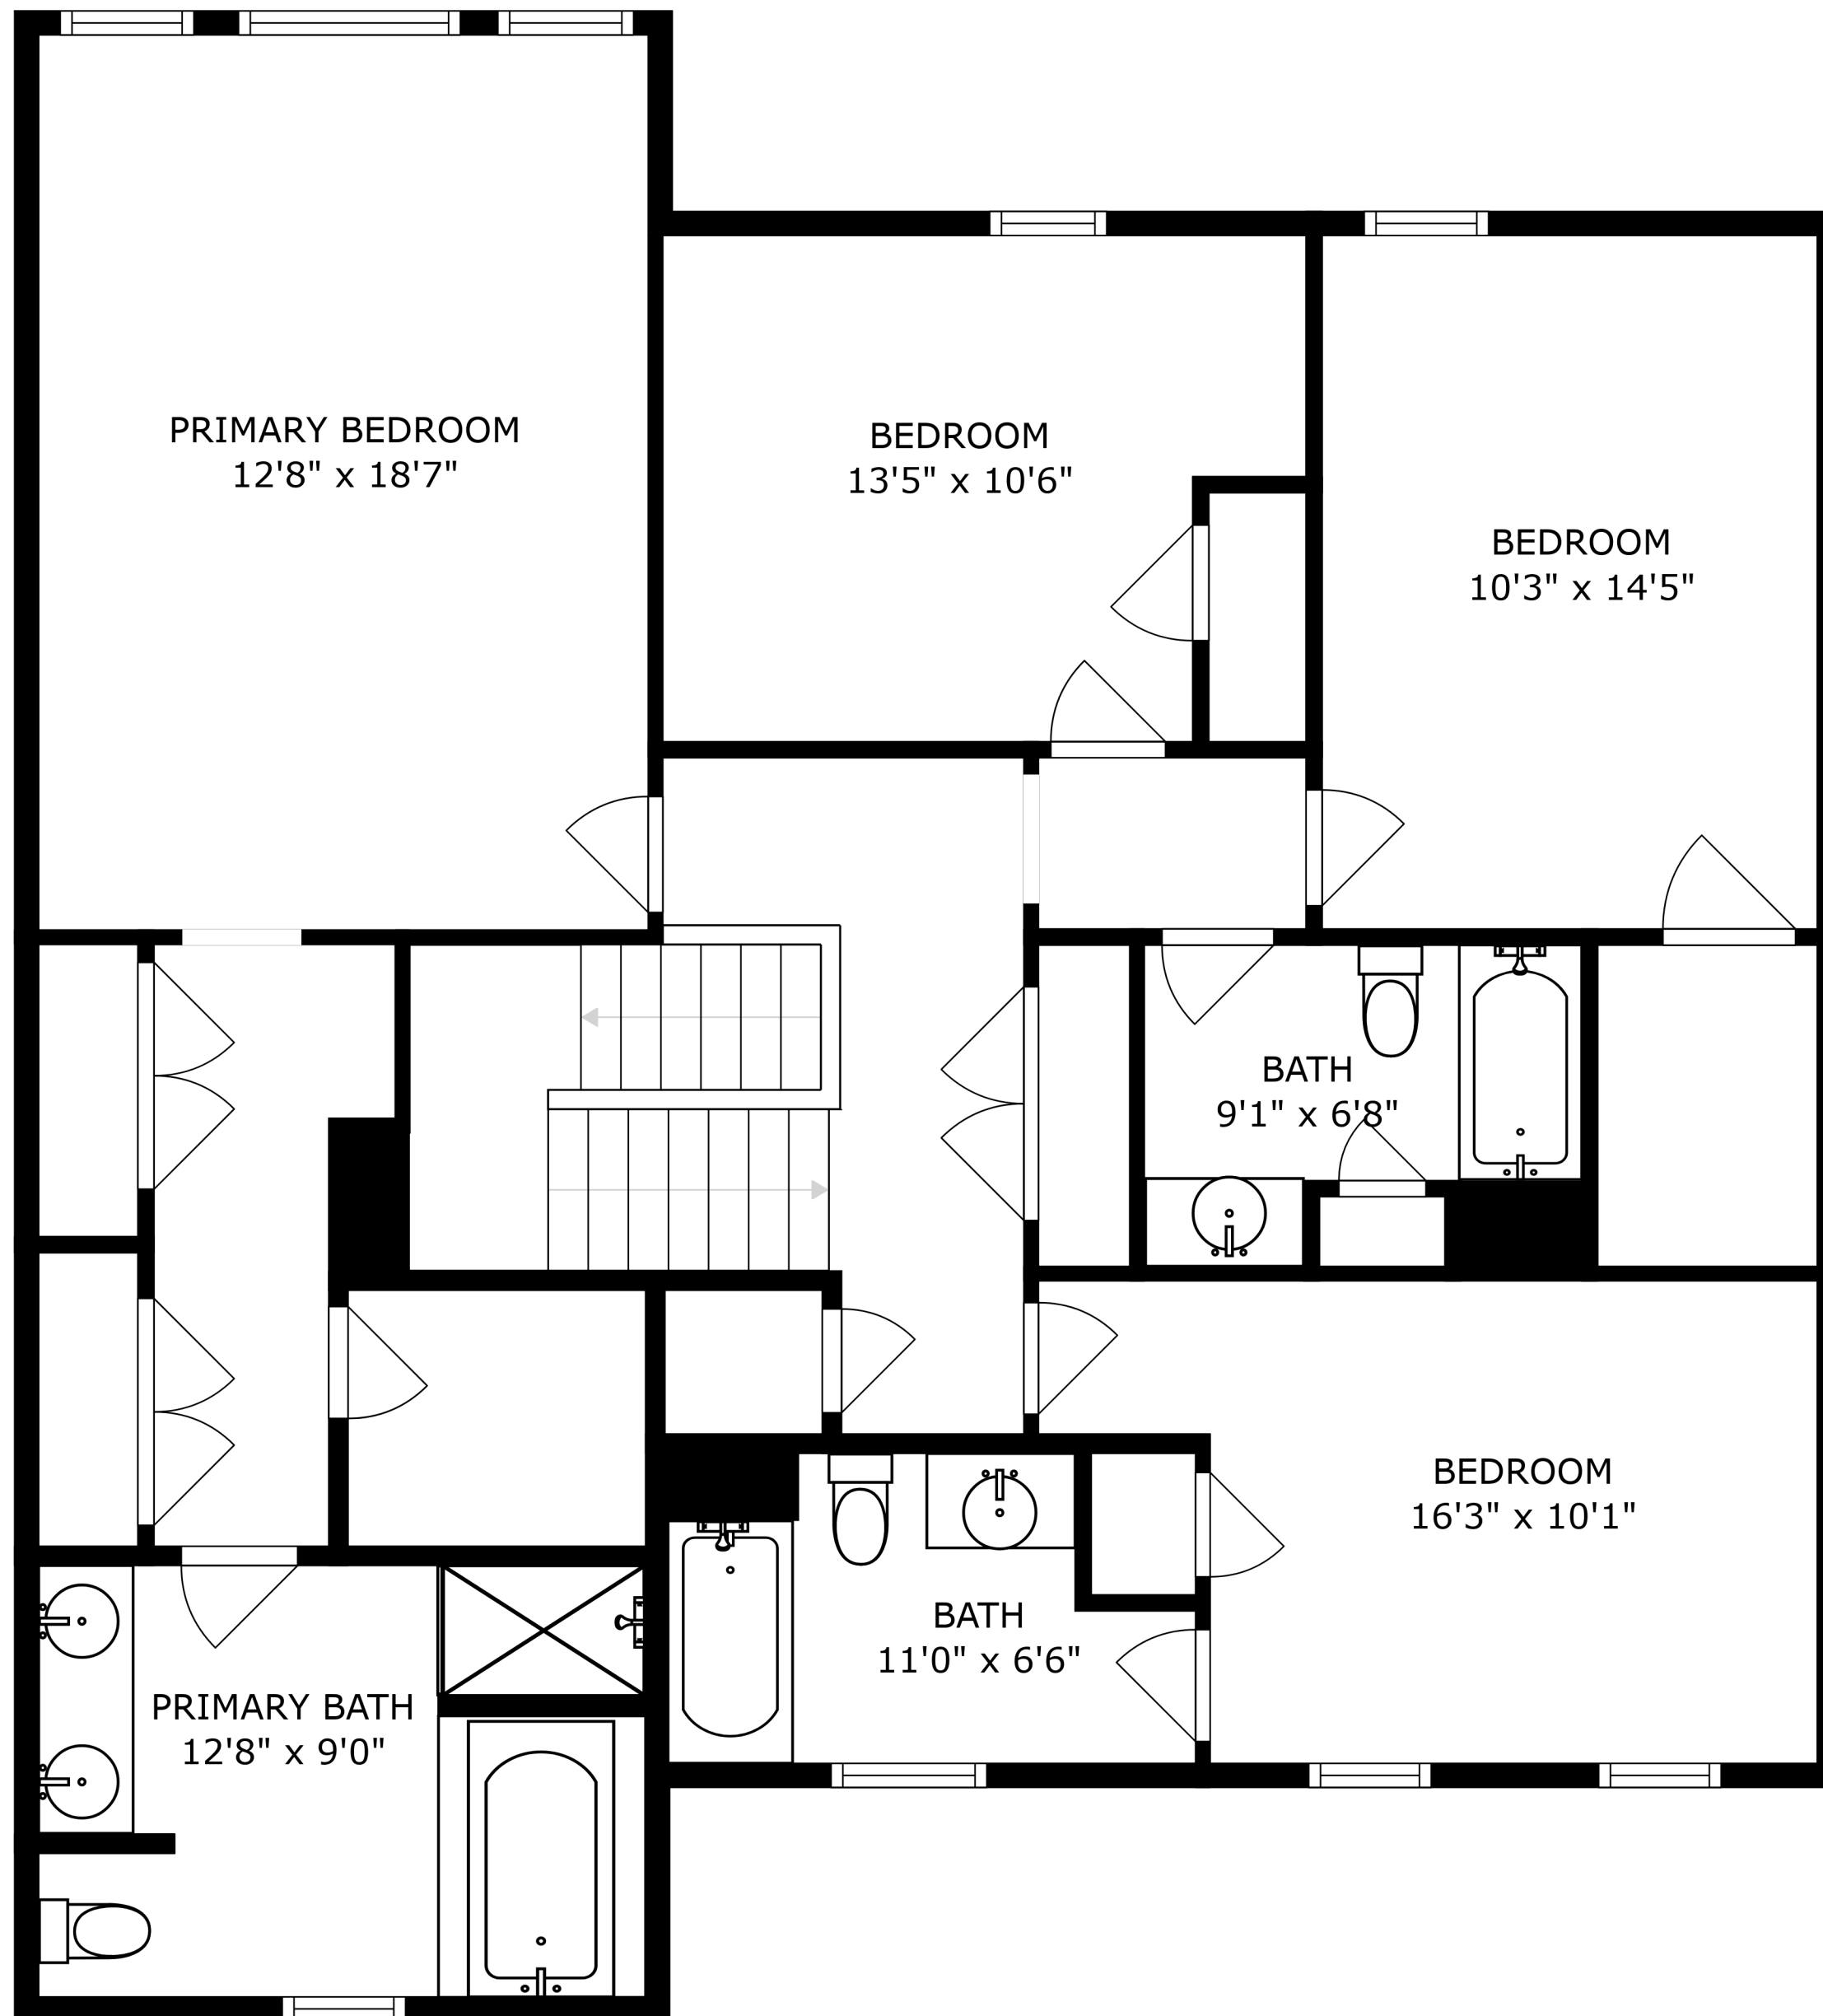 PRIMARY BEDROOM
12'8" x 18'7"
BEDROOM
13'5" x 10'6"
BEDROOM
10'3" x 14'5"
BATH
9'1" x 6'8"
BEDROOM
16'3" x 10'1"
BATH
11'0" x 6'6"
PRIMARY BATH
12'8" x 9'0"